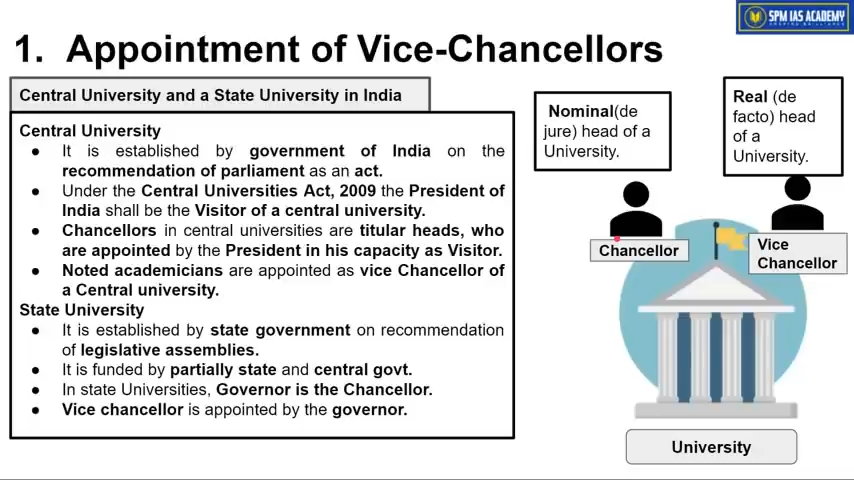 SPM IAS ACADEMY
INSPIRING BRILLIANCE
1. Appointment of Vice-Chancellors
Central University and a State University in India
Central University
● It is established by government of India on the
recommendation of parliament as an act.
● Under the Central Universities Act, 2009 the President of
India shall be the Visitor of a central university.
● Chancellors in central universities are titular heads, who
are appointed by the President in his capacity as Visitor.
● Noted academicians are appointed as vice Chancellor of
a Central university.
State University
● It is established by state government on recommendation
of legislative assemblies.
● It is funded by partially state and central govt.
● In state Universities, Governor is the Chancellor.
● Vice chancellor is appointed by the governor.
Nominal(de
jure) head of a
University.
Real (de
facto) head
of a
University.
Chancellor
Vice
Chancellor
University